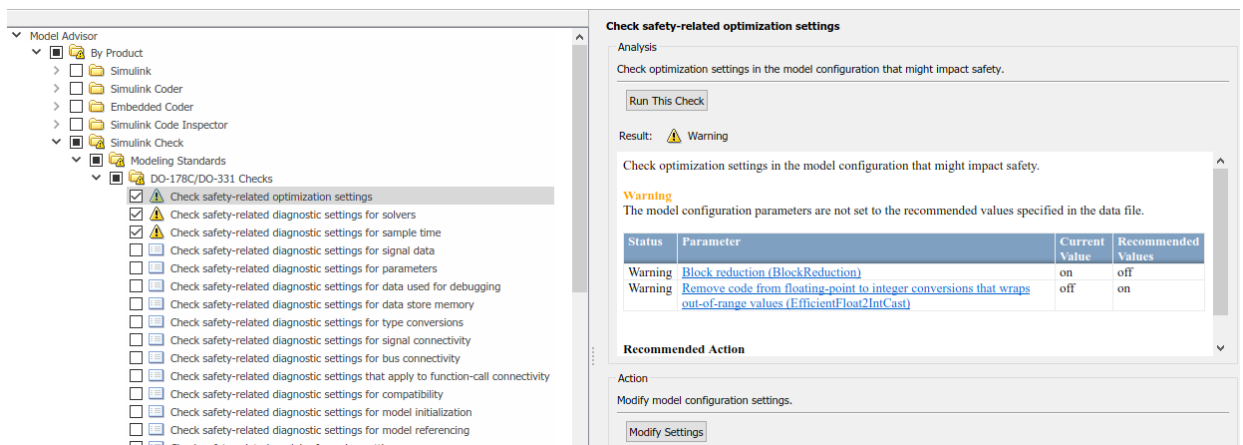 Model Advisor
By Product
Simulink
Simulink Coder
Embedded Coder
Simulink Code Inspector
Simulink Check
Modeling Standards
DO-178C/DO-331 Checks
Check safety-related optimization settings
Check safety-related diagnostic settings for solvers
Check safety-related diagnostic settings for sample time
Check safety-related diagnostic settings for signal data
Check safety-related diagnostic settings for parameters
Check safety-related diagnostic settings for data used for debugging
Check safety-related diagnostic settings for data store memory
Check safety-related diagnostic settings for type conversions
Check safety-related diagnostic settings for signal connectivity
Check safety-related diagnostic settings for bus connectivity
Check safety-related diagnostic settings that apply to function-call connectivity
Check safety-related diagnostic settings for compatibility
Check safety-related diagnostic settings for model initialization
Check safety-related diagnostic settings for model referencing
Check safety-related optimization settings
Analysis
Check optimization settings in the model configuration that might impact safety.
Run This Check
Result: Warning
Check optimization settings in the model configuration that might impact safety.
Warning
The model configuration parameters are not set to the recommended values specified in the data file.
Status Parameter Current Recommended
Value Values
Warning Block reduction (BlockReduction) on off
Warning Remove code from floating-point to integer conversions that wraps off on
out-of-range values (EfficientFloat2IntCast)
Recommended Action
Action
Modify model configuration settings.
Modify Settings